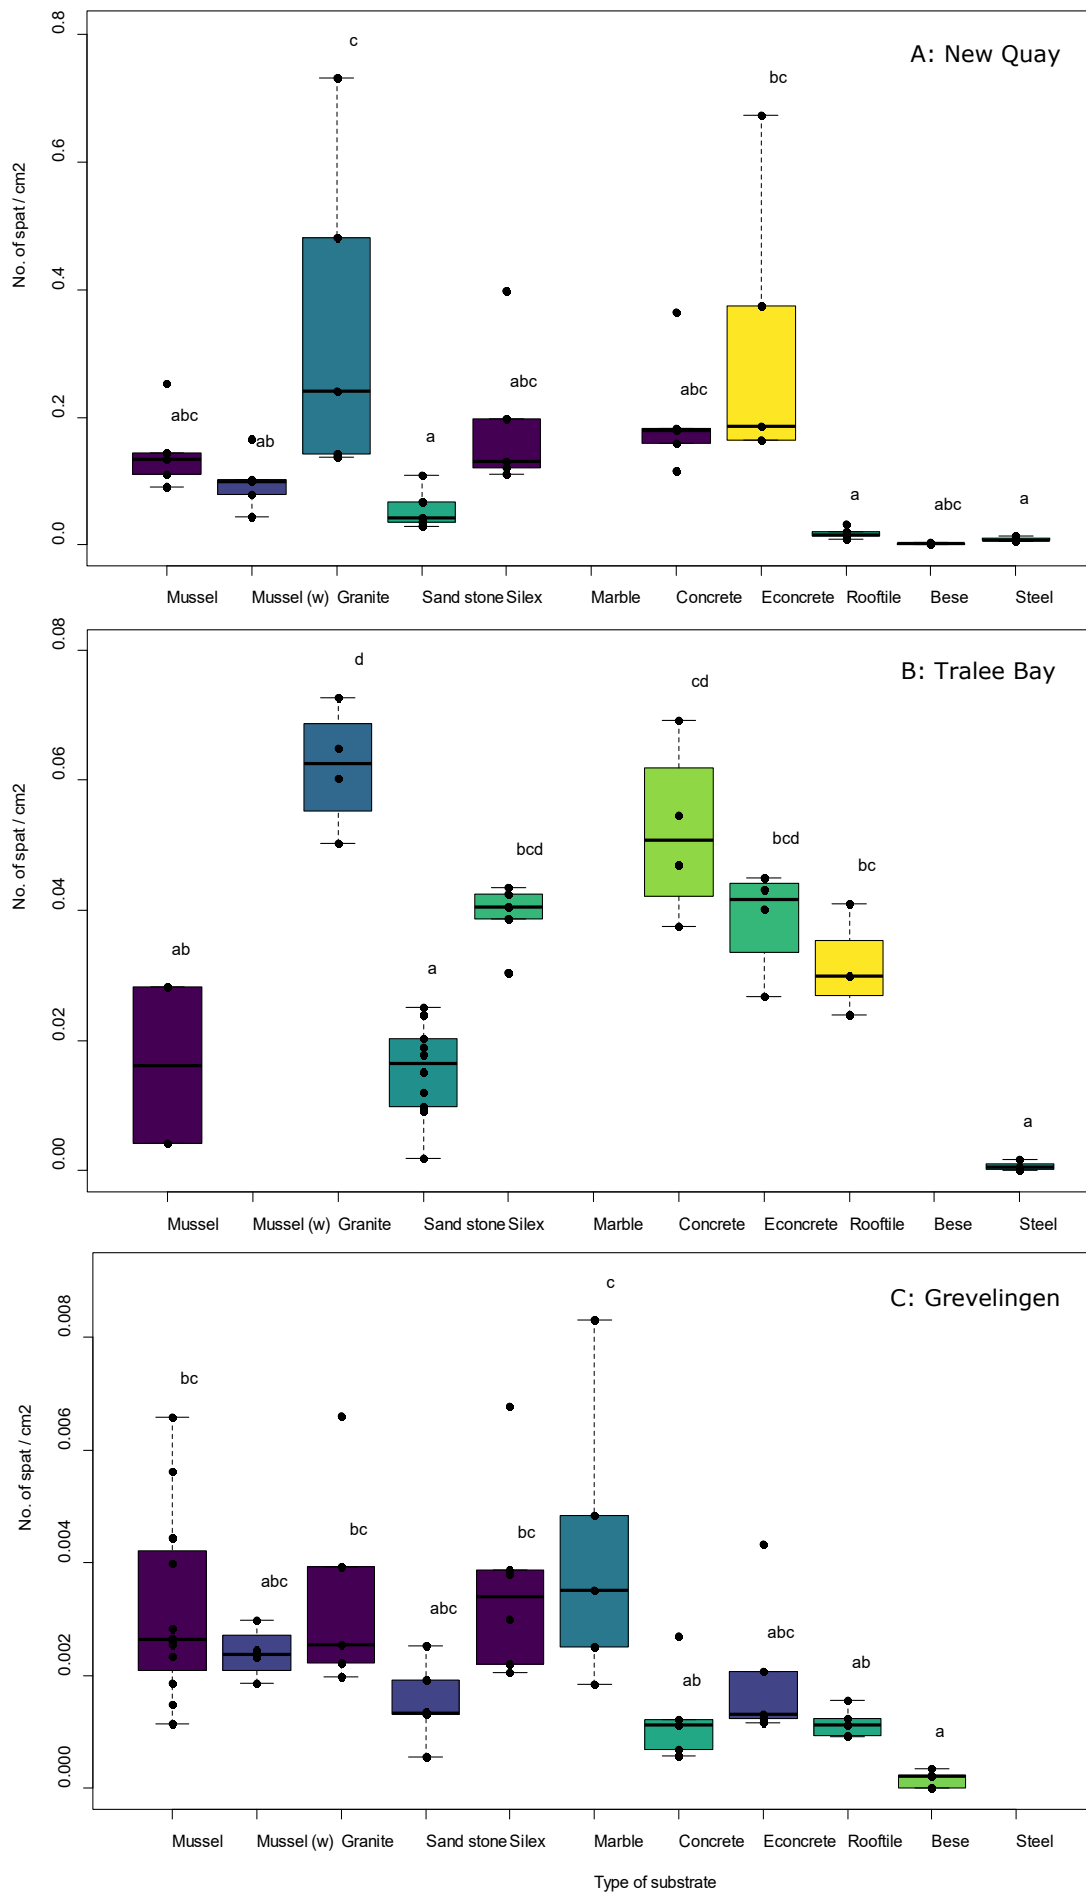 A: New Quay
No. of spat / cm2
0.8
0.6
0.4
0.2
0.0
abc
ab
c
a
abc
abc
bc
a
abc
a
Mussel Mussel (w) Granite Sand stone Silex Marble Concrete Econcrete Rooftile Bese Steel
B: Tralee Bay
No. of spat / cm2
0.08
0.06
0.04
0.02
0.00
ab
d
a
bcd
cd
bcd
bc
a
Mussel Mussel (w) Granite Sand stone Silex Marble Concrete Econcrete Rooftile Bese Steel
C: Grevelingen
No. of spat / cm2
0.008
0.006
0.004
0.002
0.000
bc
abc
bc
abc
bc
c
ab
abc
ab
a
Mussel Mussel (w) Granite Sand stone Silex Marble Concrete Econcrete Rooftile Bese Steel
Type of substrate